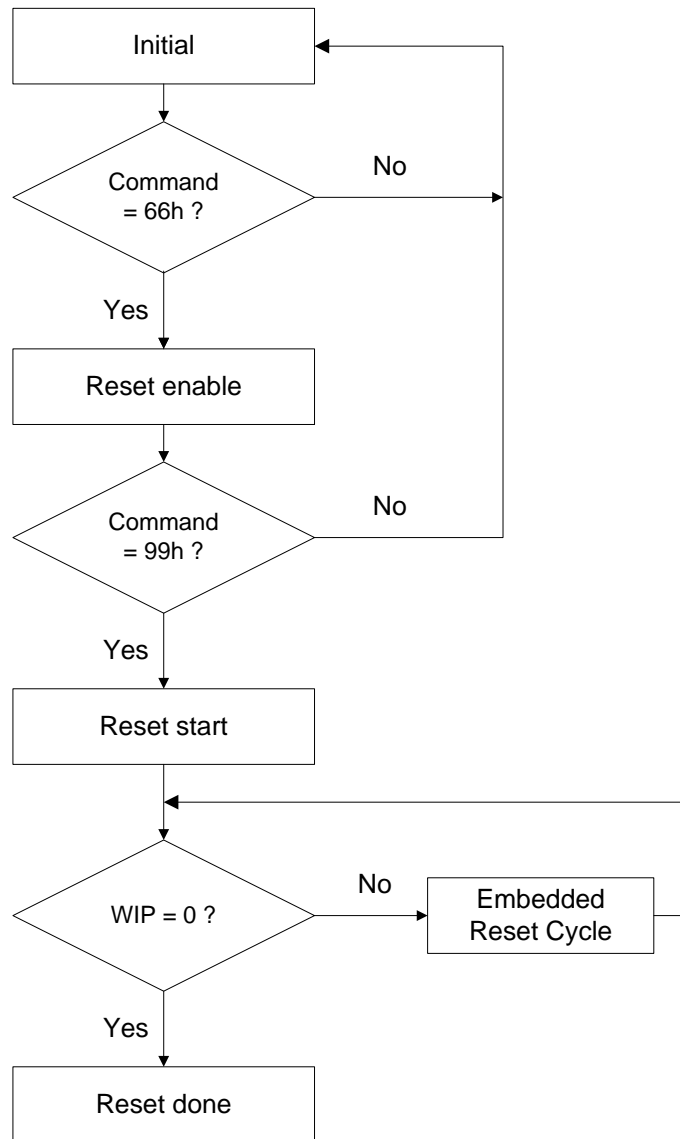 Initial
Command
= 66h ?
No
Yes
Reset enable
Command
= 99h ?
No
Yes
Reset start
WIP = 0 ?
No
Embedded
Reset Cycle
Yes
Reset done